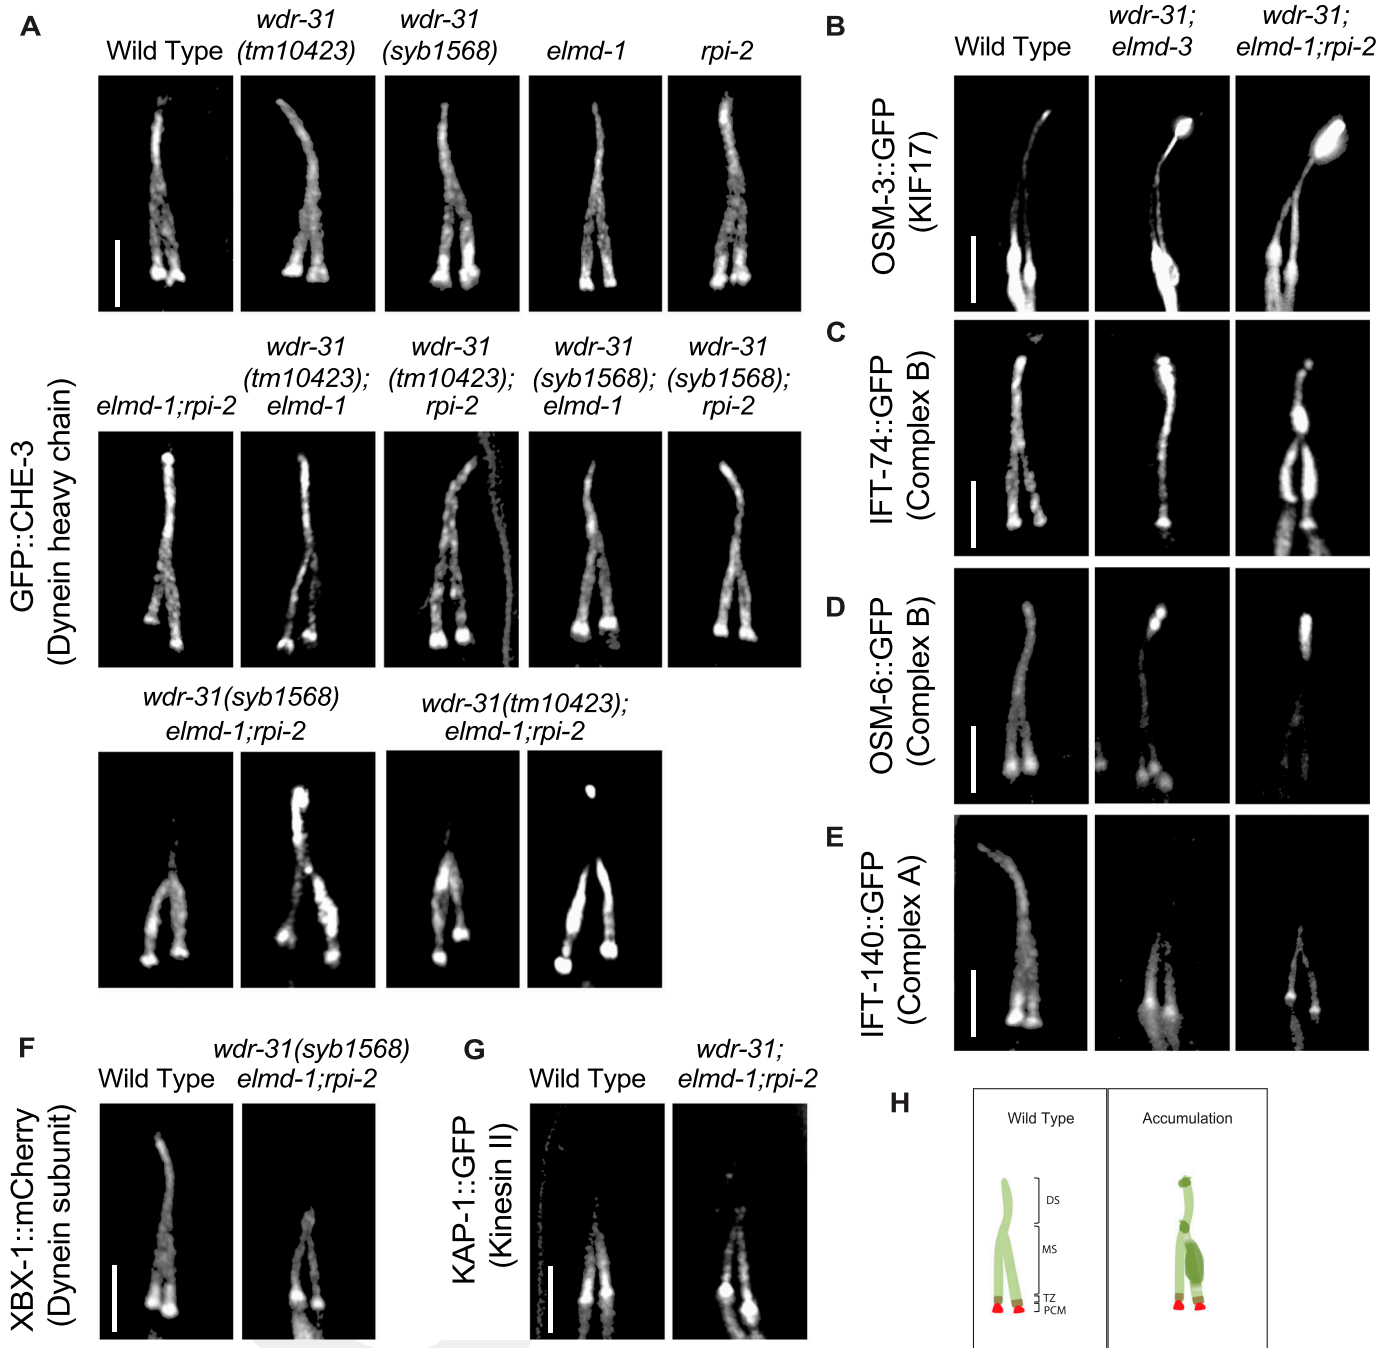 A
Wild Type
wdr-31
(tm10423)
wdr-31
(syb1568)
elmd-1
rpi-2
GFP::CHE-3
(Dynein heavy chain)
elmd-1;rpi-2
wdr-31
(tm10423);
elmd-1
wdr-31
(tm10423);
rpi-2
wdr-31
(syb1568);
elmd-1
wdr-31
(syb1568);
rpi-2
wdr-31(syb1568)
elmd-1;rpi-2
wdr-31(tm10423);
elmd-1;rpi-2
B
Wild Type
wdr-31;
elmd-3
wdr-31;
elmd-1;rpi-2
OSM-3::GFP
(KIF17)
C
IFT-74::GFP
(Complex B)
D
OSM-6::GFP
(Complex B)
E
IFT-140::GFP
(Complex A)
F
Wild Type
wdr-31(syb1568)
elmd-1;rpi-2
XBX-1::mCherry
(Dynein subunit)
G
Wild Type
wdr-31;
elmd-1;rpi-2
KAP-1::GFP
(Kinesin II)
H
Wild Type
Accumulation
DS
MS
TZ
PCM